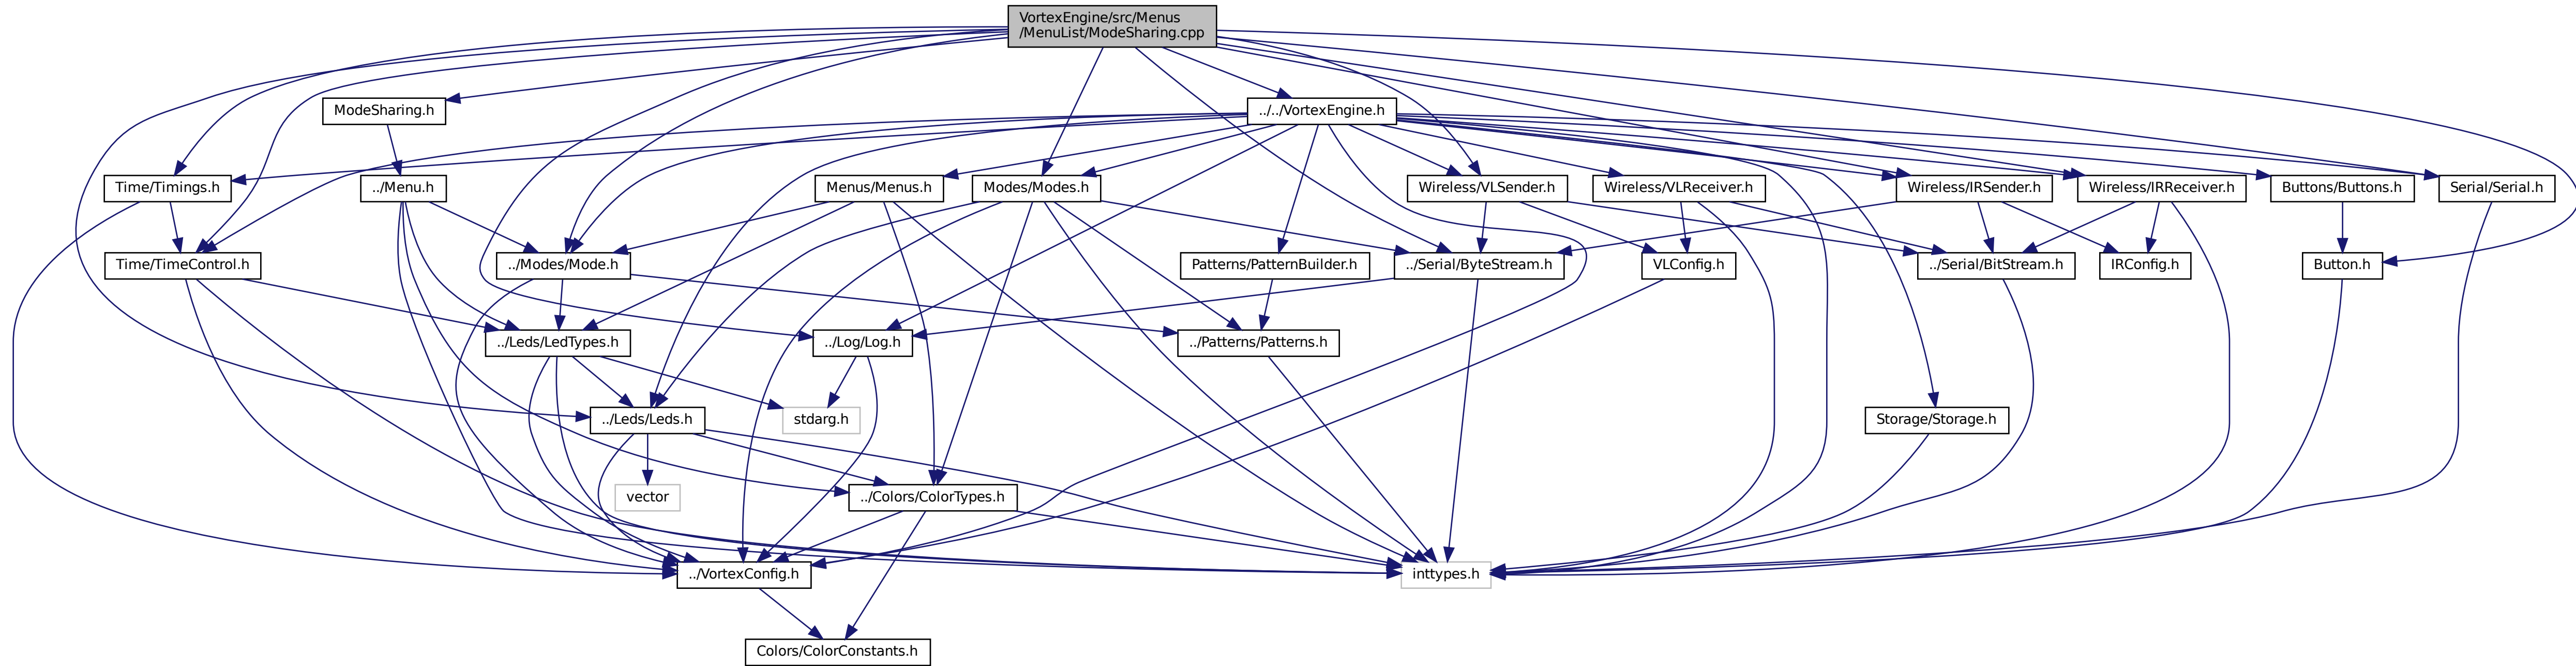 VortexEngine/src/Menus
/MenuList/ModeSharing.cpp
ModeSharing.h
../../VortexEngine.h
Time/Timings.h
../Menu.h
Menus/Menus.h
Modes/Modes.h
Wireless/VLSender.h
Wireless/VLReceiver.h
Wireless/IRSender.h
Wireless/IRReceiver.h
Buttons/Buttons.h
Serial/Serial.h
Time/TimeControl.h
../Modes/Mode.h
Patterns/PatternBuilder.h
../Serial/ByteStream.h
VLConfig.h
../Serial/BitStream.h
IRConfig.h
Button.h
../Leds/LedTypes.h
../Log/Log.h
../Patterns/Patterns.h
../Leds/Leds.h
stdarg.h
Storage/Storage.h
vector
../Colors/ColorTypes.h
../VortexConfig.h
inttypes.h
Colors/ColorConstants.h